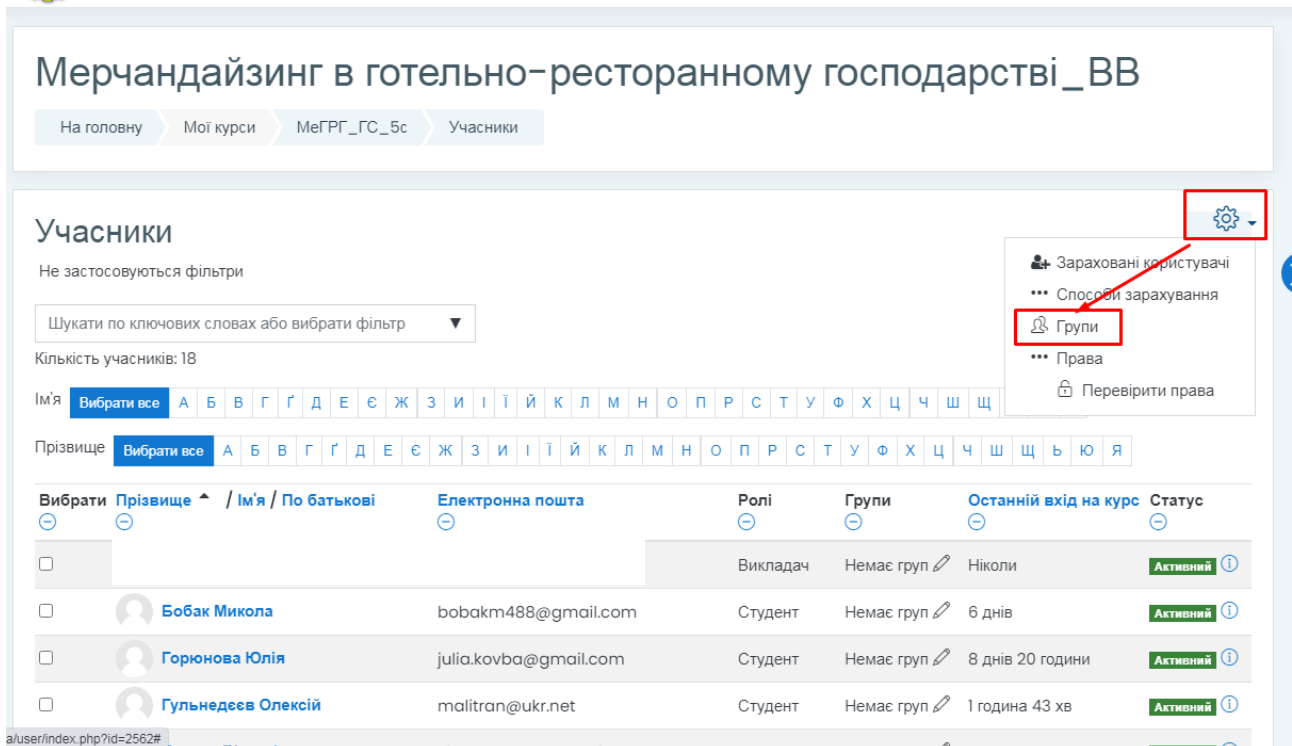 Мерчандайзинг в готельно-ресторанному господарстві_ВВ
На головну Мої курси МеГРГ_ГС_5с Учасники
Учасники
Не застосовуються фільтри
Зараховані користувачі
Способи зарахування
Групи
Права
Перевірити права
Шукати по ключових словах або вибрати фільтр
Кількість учасників: 18
Ім'я Вибрати все А Б В Г Ґ Д Е Є Ж З И І Ї Й К Л М Н О П Р С Т У Ф Х Ц Ч Ш Щ
Прізвище Вибрати все А Б В Г Ґ Д Е Є Ж З И І Ї Й К Л М Н О П Р С Т У Ф Х Ц Ч Ш Щ Ь Ю Я
Вибрати Прізвище / Ім'я / По батькові Електронна пошта Ролі Групи Останній вхід на курс Статус
Викладач Немає груп Ніколи Активний
Бобак Микола bobakm488@gmail.com Студент Немає груп 6 днів Активний
Горюнова Юлія julia.kovba@gmail.com Студент Немає груп 8 днів 20 години Активний
Гульнедєєв Олексій malitran@ukr.net Студент Немає груп 1 година 43 хв Активний
a/user/index.php?id=2562#